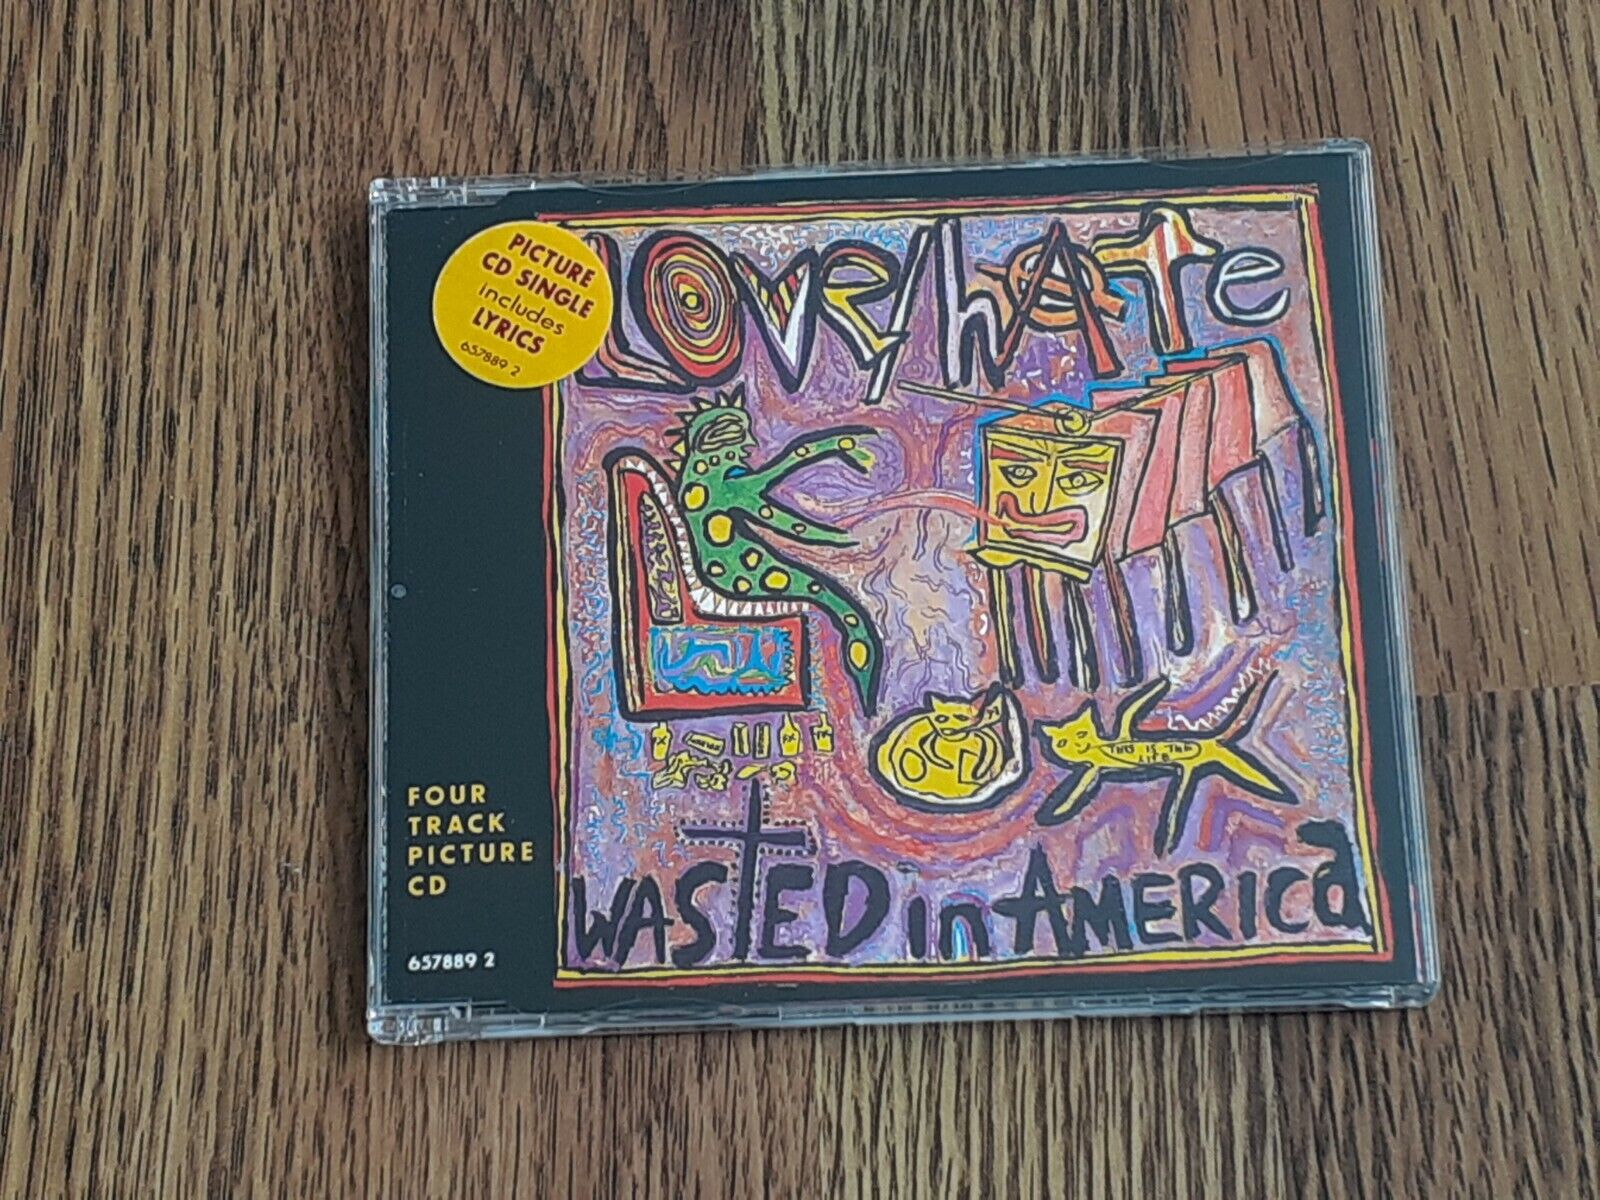 PICTURE
CD SINGLE
includes
LYRICS
657889 2
LOVE/hAte
THIS IS THE
LIFE
WASTED in AMERICa
FOUR
TRACK
PICTURE
CD
657889 2